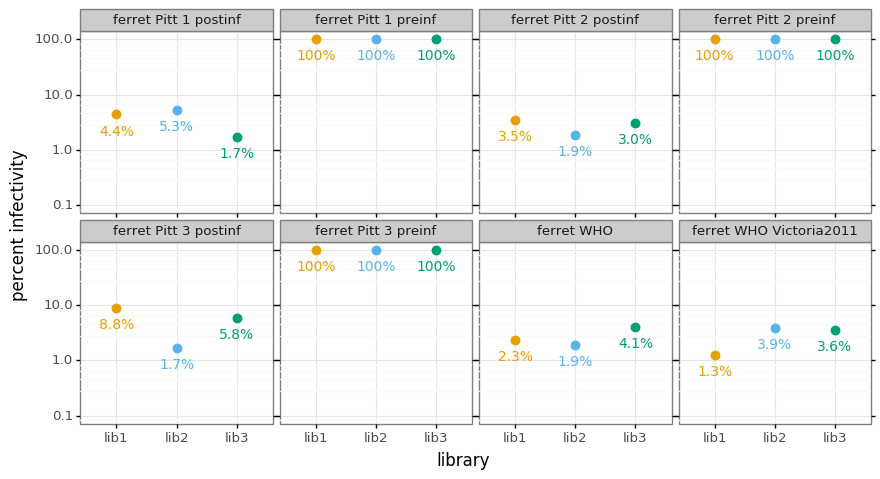 ferret Pitt 1 postinf ferret Pitt 1 preinf ferret Pitt 2 postinf ferret Pitt 2 preinf
100.0
100% 100% 100% 100% 100% 100%
10.0
4.4% 5.3% 1.7% 3.5% 1.9% 3.0%
1.0
0.1
percent infectivity
ferret Pitt 3 postinf ferret Pitt 3 preinf ferret WHO ferret WHO Victoria2011
100.0
100% 100% 100%
10.0
8.8% 1.7% 5.8% 2.3% 1.9% 4.1% 1.3% 3.9% 3.6%
1.0
0.1
lib1 lib2 lib3 lib1 lib2 lib3 lib1 lib2 lib3 lib1 lib2 lib3
library